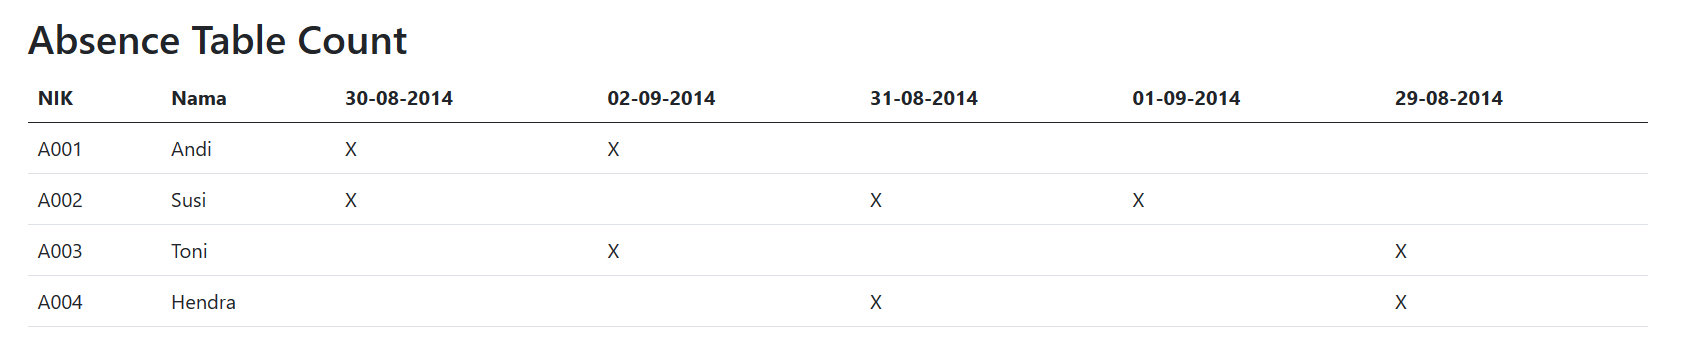 Absence Table Count
NIK Nama 30-08-2014 02-09-2014 31-08-2014 01-09-2014 29-08-2014
A001 Andi X X
A002 Susi X X X
A003 Toni X X
A004 Hendra X X